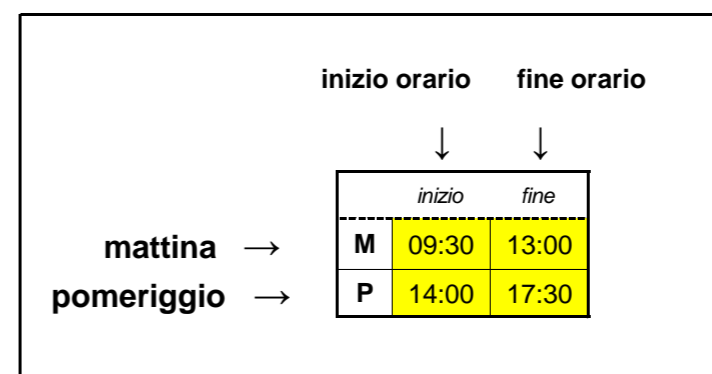 inizio orario fine orario
↓ ↓
inizio fine
mattina → M 09:30 13:00
pomeriggio → P 14:00 17:30